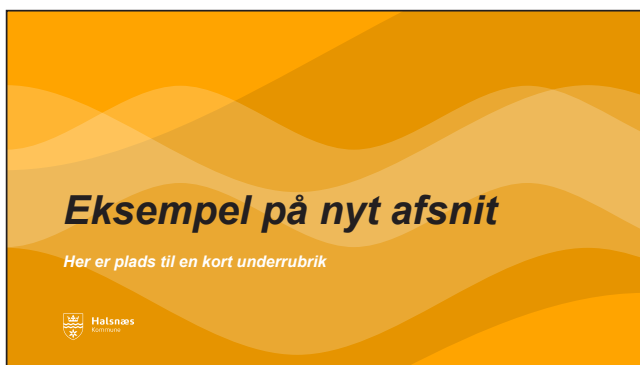 Eksempel på nyt afsnit
Her er plads til en kort underrubrik
Halsnæs
Kommune